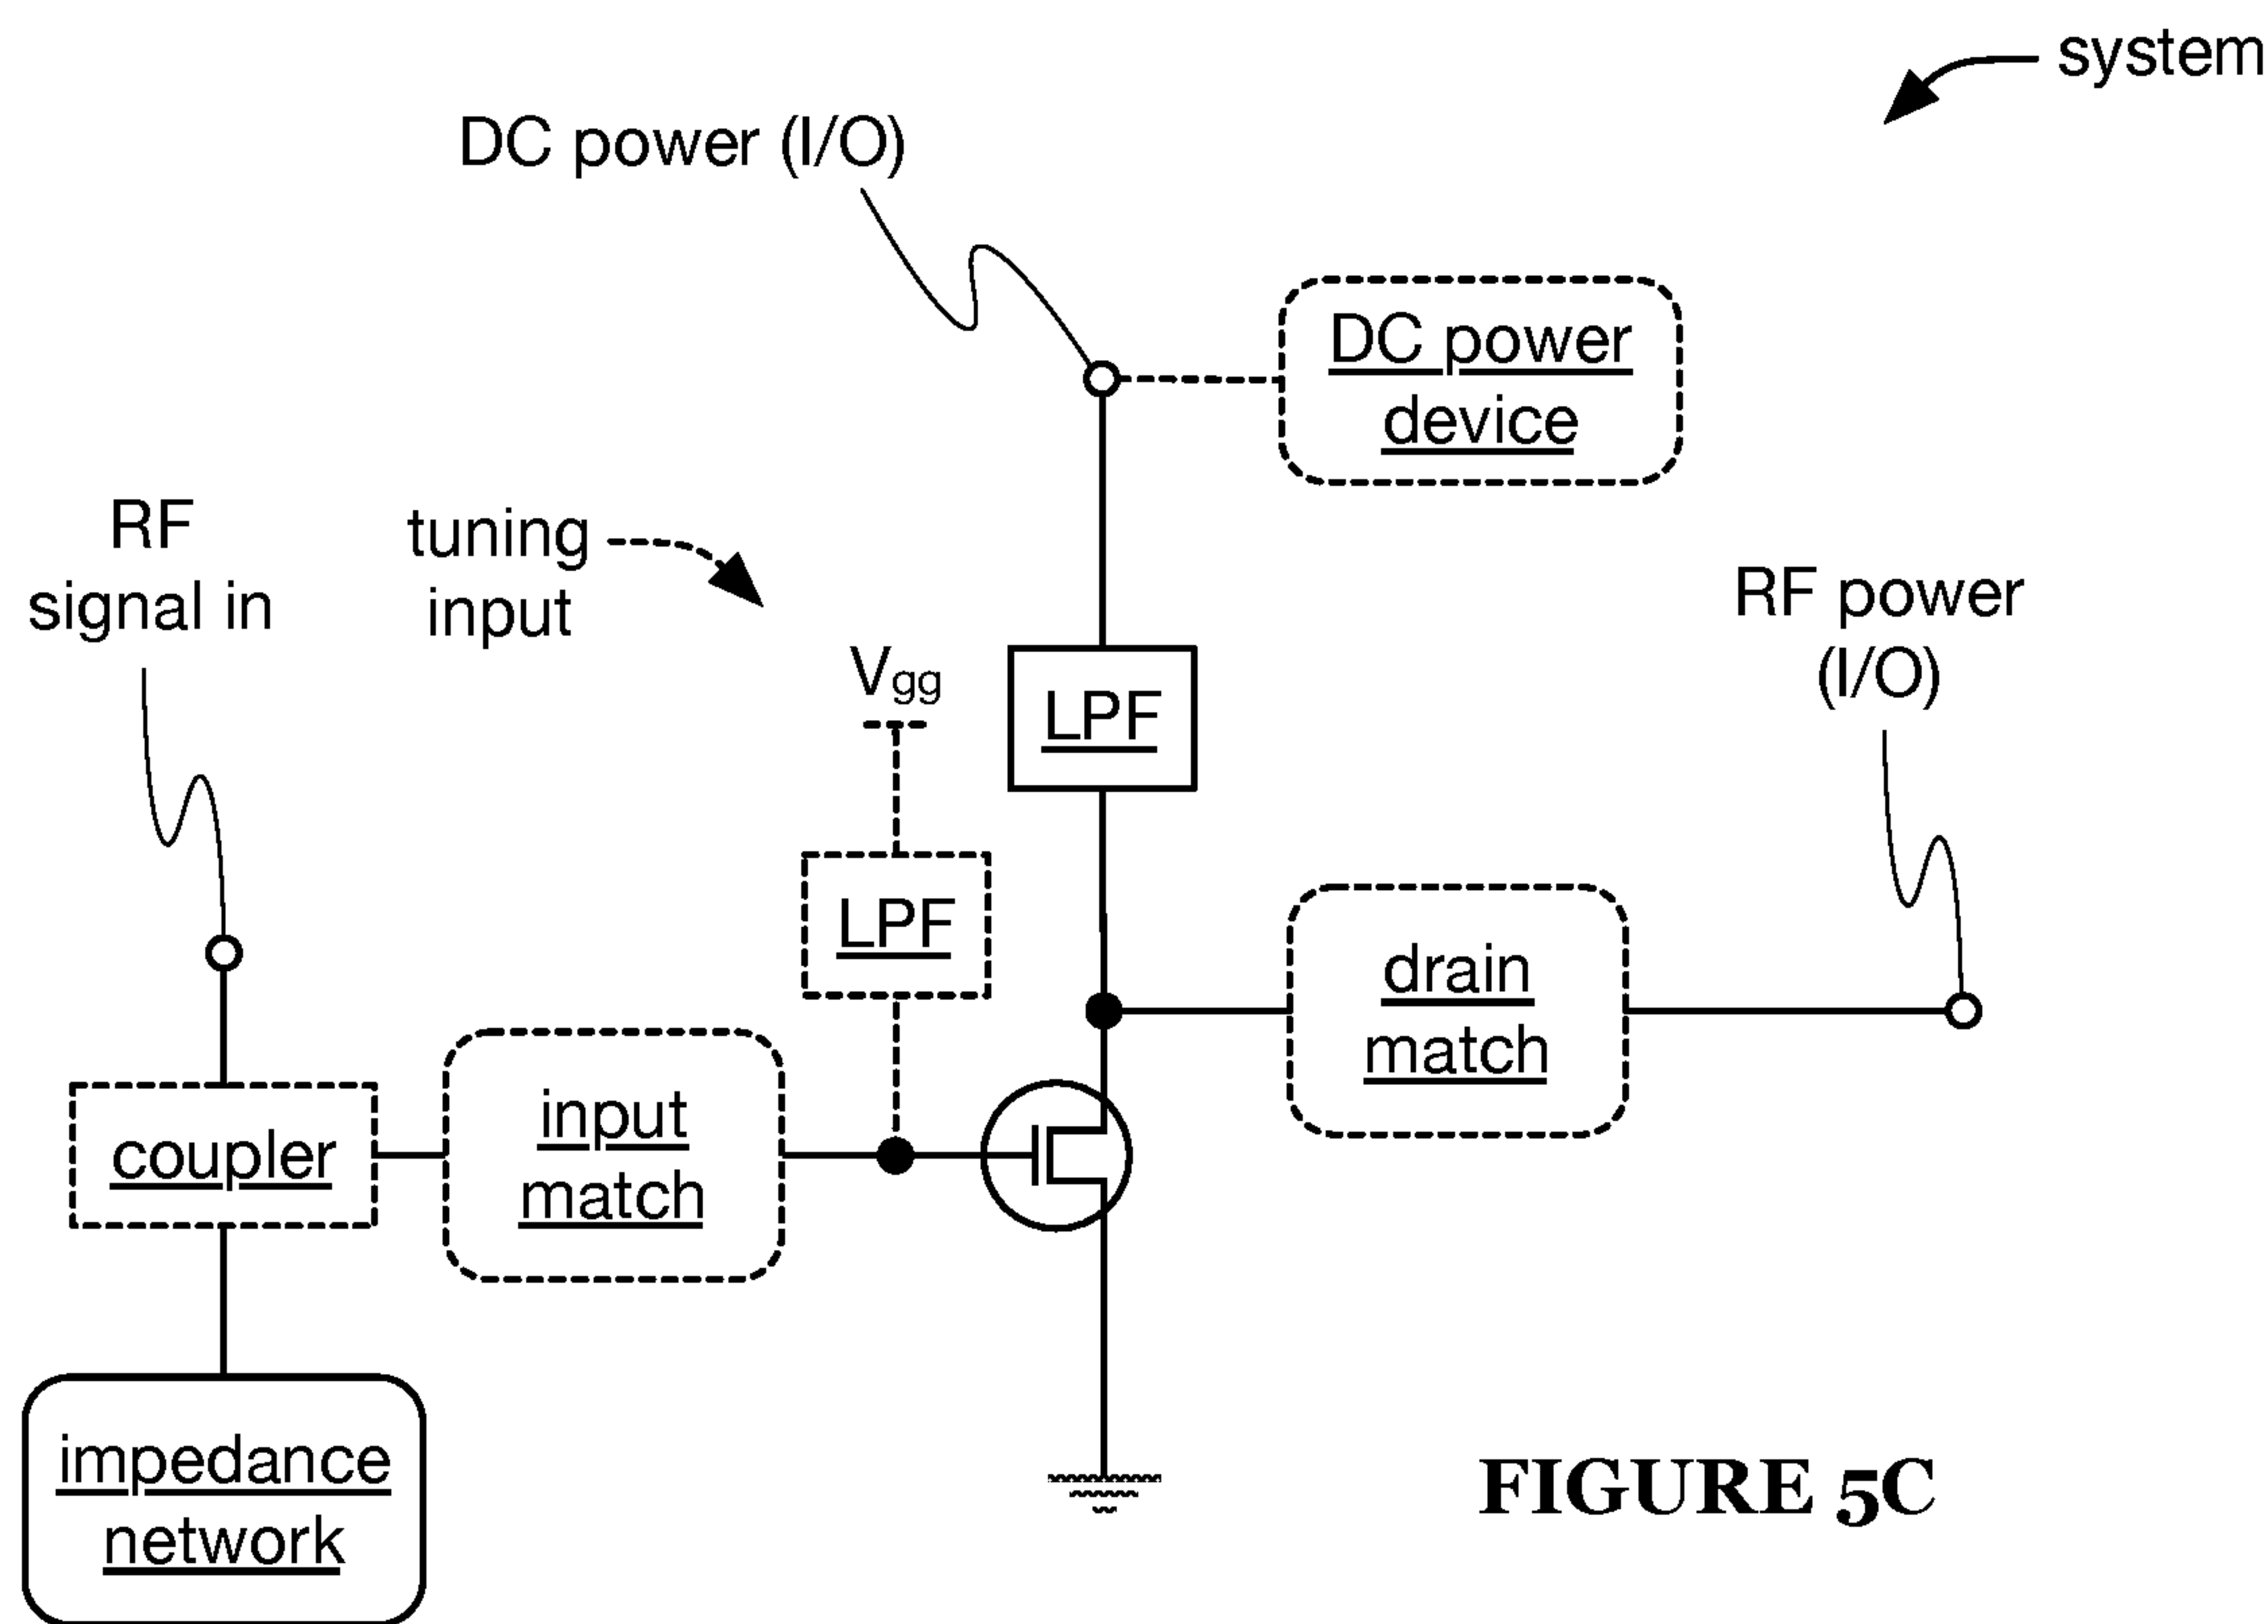 system
DC power (I/O)
DC power
device
RF
signal in
tuning
input
RF power
(I/O)
Vgg
LPF
LPF
drain
match
input
match
coupler
impedance
network
FIGURE 5C